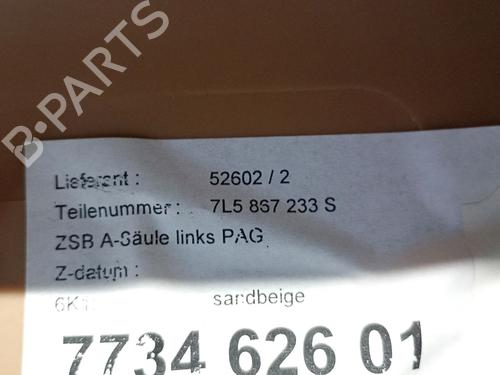 B-PARTS
Lieferant : 52602 / 2
Teilenummer : 7L5 867 233 S
ZSB A-Säule links PAG
Z-datum :
sandbeige
7734 626 01